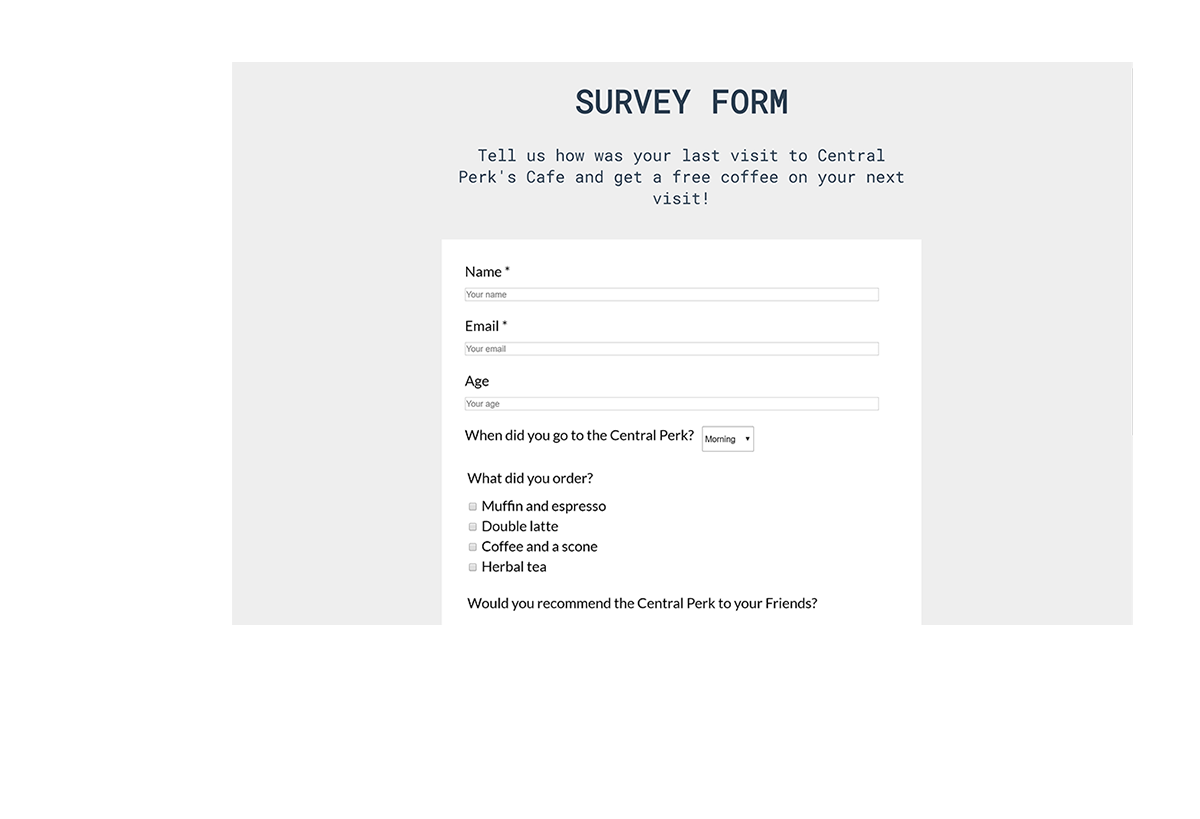 SURVEY FORM
Tell us how was your last visit to Central
Perk's Cafe and get a free coffee on your next
visit!
Name *
Your name
Email *
Your email
Age
Your age
When did you go to the Central Perk? Morning
What did you order?
Muffin and espresso
Double latte
Coffee and a scone
Herbal tea
Would you recommend the Central Perk to your Friends?